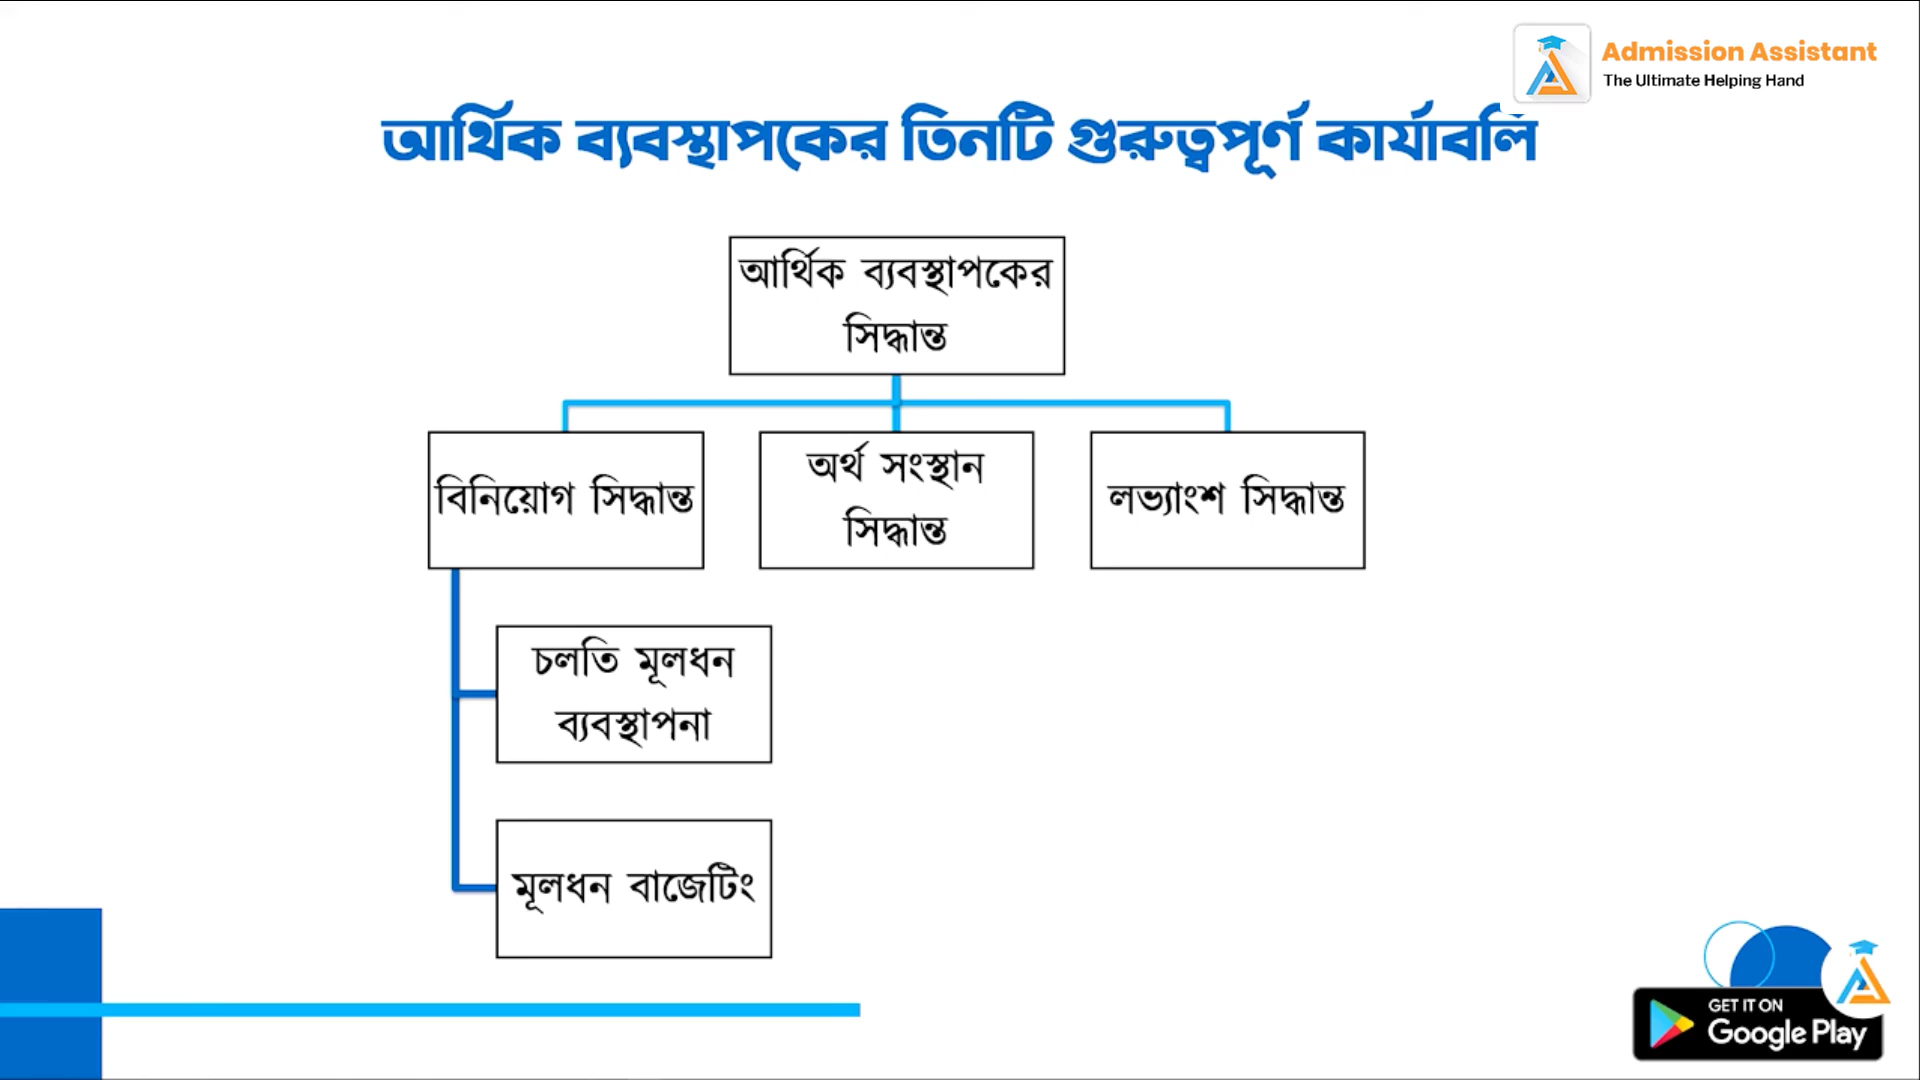 Admission Assistant
The Ultimate Helping Hand
আর্থিক ব্যবস্থাপকের তিনটি গুরুত্বপূর্ণ কার্যাবলি
আর্থিক ব্যবস্থাপকের
সিদ্ধান্ত
বিনিয়োগ সিদ্ধান্ত
অর্থ সংস্থান
সিদ্ধান্ত
লভ্যাংশ সিদ্ধান্ত
চলতি মূলধন
ব্যবস্থাপনা
মূলধন বাজেটিং
GET IT ON
Google Play